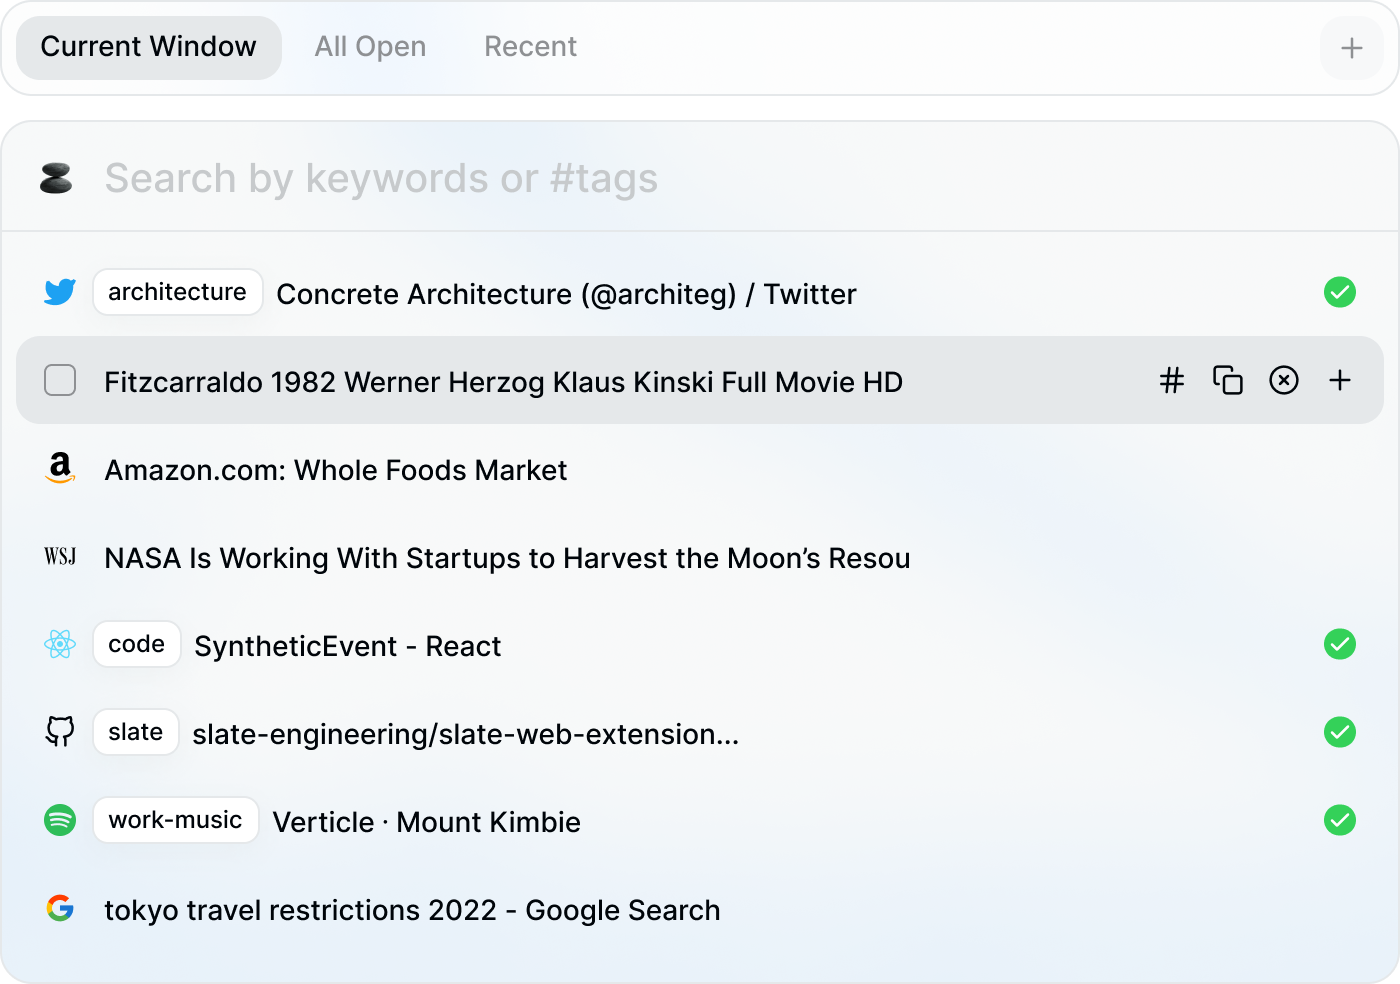 Current Window All Open Recent
Search by keywords or #tags
architecture Concrete Architecture (@architeg) / Twitter
Fitzcarraldo 1982 Werner Herzog Klaus Kinski Full Movie HD
a Amazon.com: Whole Foods Market
WSJ NASA Is Working With Startups to Harvest the Moon’s Resou
code SyntheticEvent - React
slate slate-engineering/slate-web-extension...
work-music Verticle · Mount Kimbie
G tokyo travel restrictions 2022 - Google Search